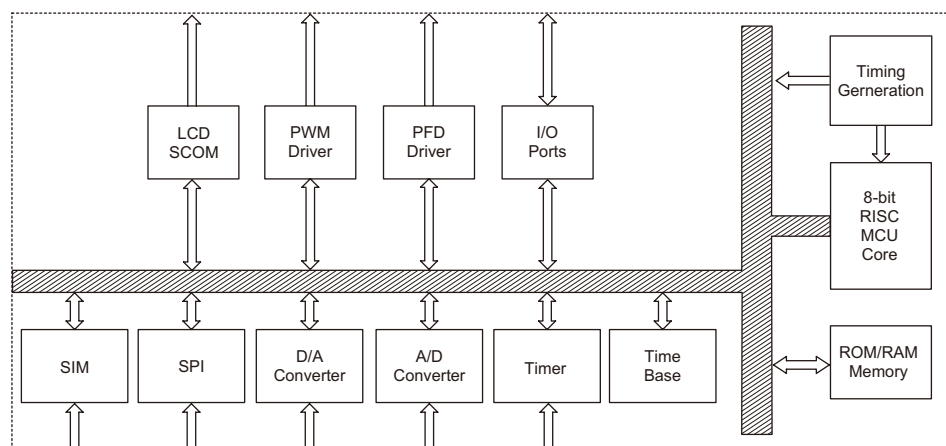 LCD
SCOM
PWM
Driver
PFD
Driver
I/O
Ports
Timing
Gerneration
8-bit
RISC
MCU
Core
SIM
SPI
D/A
Converter
A/D
Converter
Timer
Time
Base
ROM/RAM
Memory